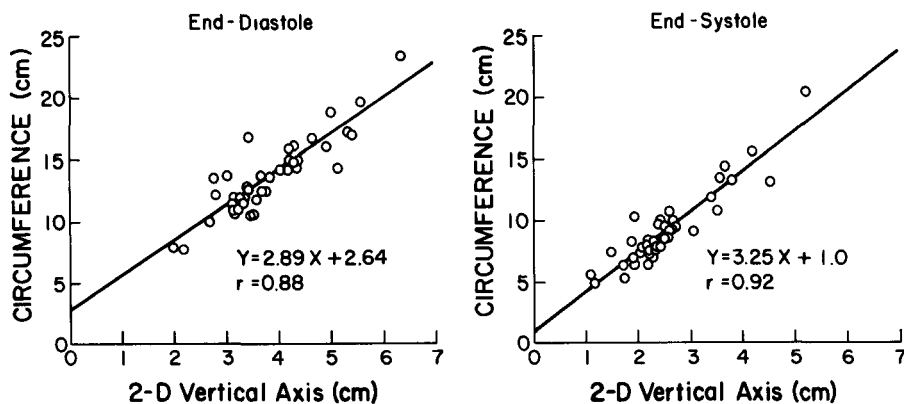 End-Diastole
25
20
15
10
5
0
CIRCUMFERENCE (cm)
Y=2.89 X+2.64
r=0.88
0 1 2 3 4 5 6 7
2-D Vertical Axis (cm)
End-Systole
25
20
15
10
5
0
CIRCUMFERENCE (cm)
Y=3.25 X + 1.0
r=0.92
0 1 2 3 4 5 6 7
2-D Vertical Axis (cm)